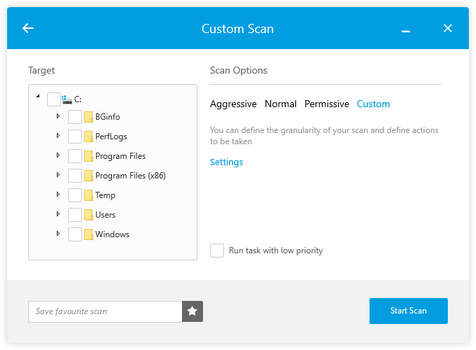 Custom Scan
Target
C:
BGinfo
PerfLogs
Program Files
Program Files (x86)
Temp
Users
Windows
Scan Options
Aggressive Normal Permissive Custom
You can define the granularity of your scan and define actions
to be taken
Settings
Run task with low priority
Save favourite scan
Start Scan